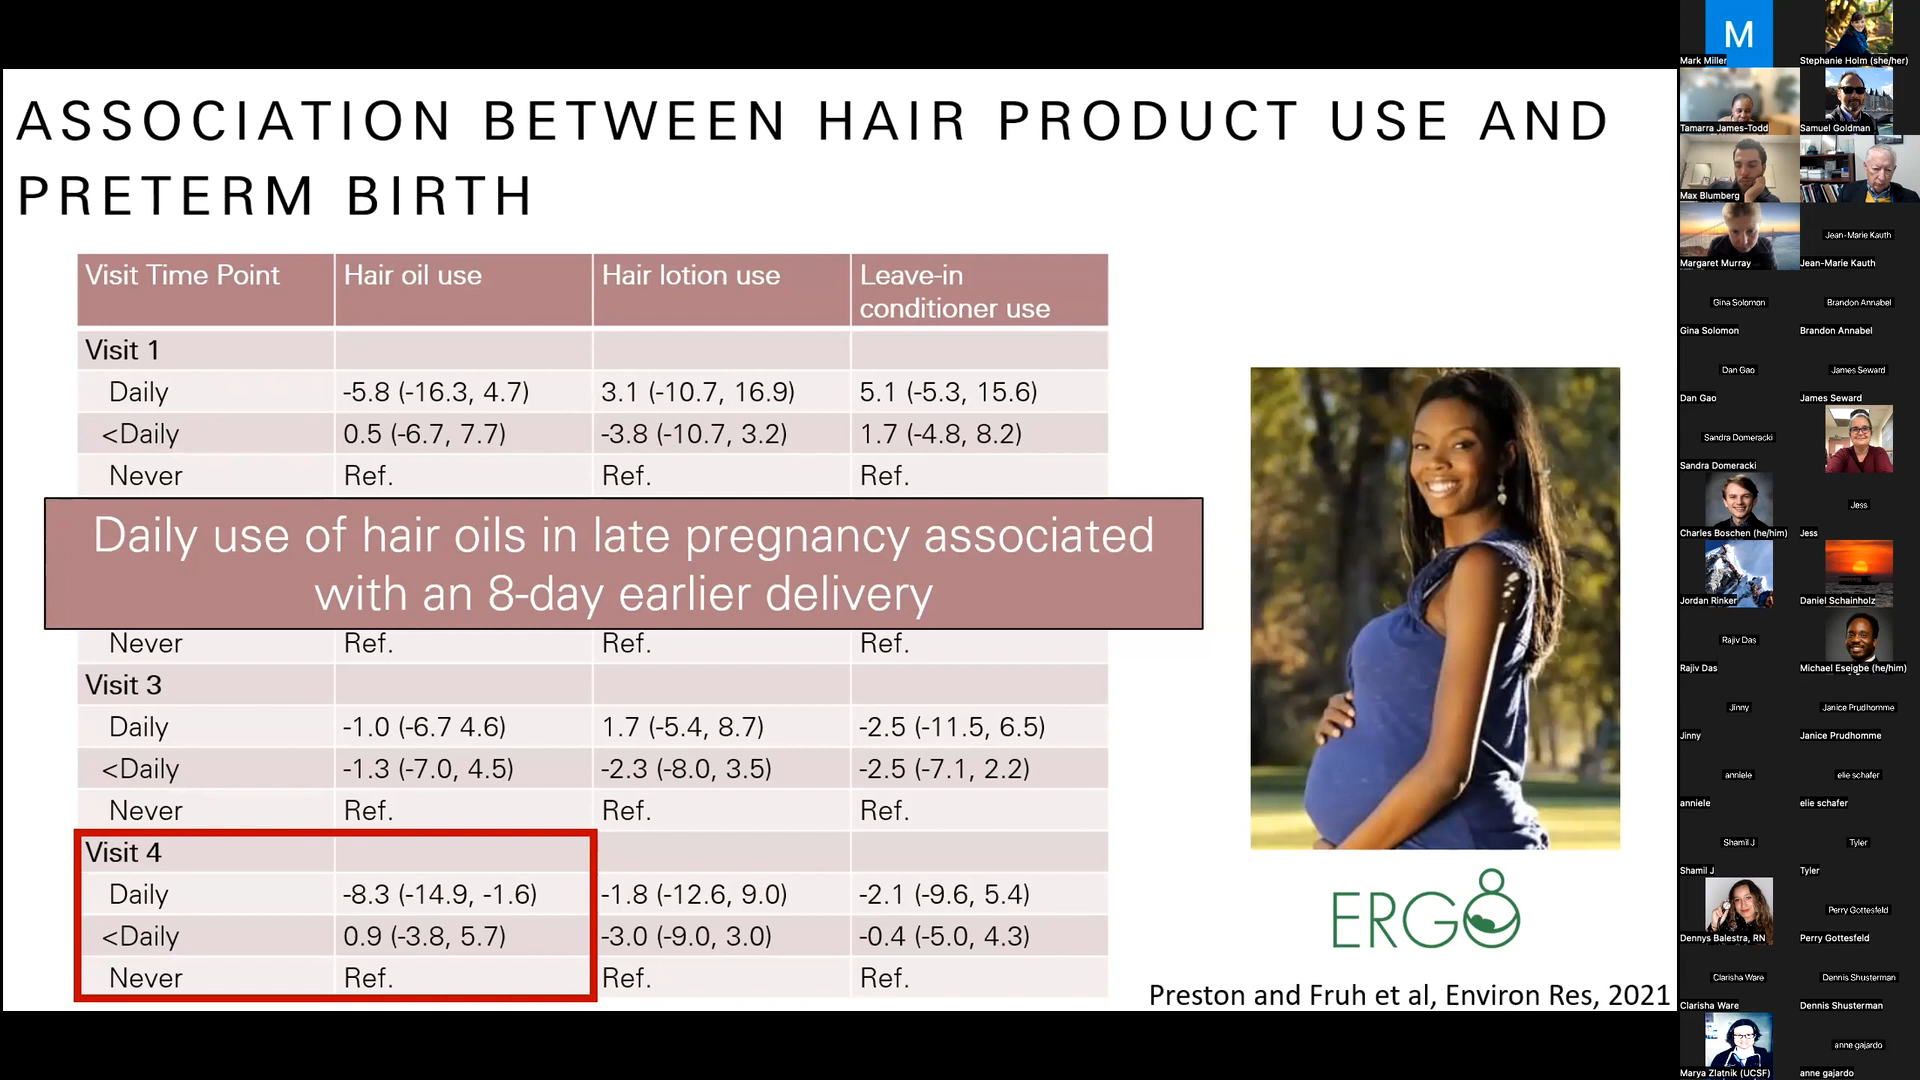 ASSOCIATION BETWEEN HAIR PRODUCT USE AND
PRETERM BIRTH
Visit Time Point Hair oil use Hair lotion use Leave-in conditioner use
Visit 1
Daily -5.8 (-16.3, 4.7) 3.1 (-10.7, 16.9) 5.1 (-5.3, 15.6)
<Daily 0.5 (-6.7, 7.7) -3.8 (-10.7, 3.2) 1.7 (-4.8, 8.2)
Never Ref. Ref. Ref.
Daily use of hair oils in late pregnancy associated
with an 8-day earlier delivery
Never Ref. Ref. Ref.
Visit 3
Daily -1.0 (-6.7 4.6) 1.7 (-5.4, 8.7) -2.5 (-11.5, 6.5)
<Daily -1.3 (-7.0, 4.5) -2.3 (-8.0, 3.5) -2.5 (-7.1, 2.2)
Never Ref. Ref. Ref.
Visit 4
Daily -8.3 (-14.9, -1.6) -1.8 (-12.6, 9.0) -2.1 (-9.6, 5.4)
<Daily 0.9 (-3.8, 5.7) -3.0 (-9.0, 3.0) -0.4 (-5.0, 4.3)
Never Ref. Ref. Ref.
ERGO
Preston and Fruh et al, Environ Res, 2021
M
Mark Miller Stephanie Holm (she/her)
Tamarra James-Todd Samuel Goldman
Max Blumberg
Jean-Marie Kauth
Margaret Murray Jean-Marie Kauth
Gina Solomon Brandon Annabel
Gina Solomon Brandon Annabel
Dan Gao James Seward
Dan Gao James Seward
Sandra Domeracki
Sandra Domeracki
Jess
Charles Boschen (he/him) Jess
Jordan Rinker Daniel Schainholz
Rajiv Das
Rajiv Das Michael Eseigbe (he/him)
Jinny Janice Prudhomme
Jinny Janice Prudhomme
anniele elie schafer
anniele elie schafer
Shamil J Tyler
Shamil J Tyler
Perry Gottesfeld
Dennys Balestra, RN Perry Gottesfeld
Clarisha Ware Dennis Shusterman
Clarisha Ware Dennis Shusterman
anne gajardo
Marya Zlatnik (UCSF) anne gajardo